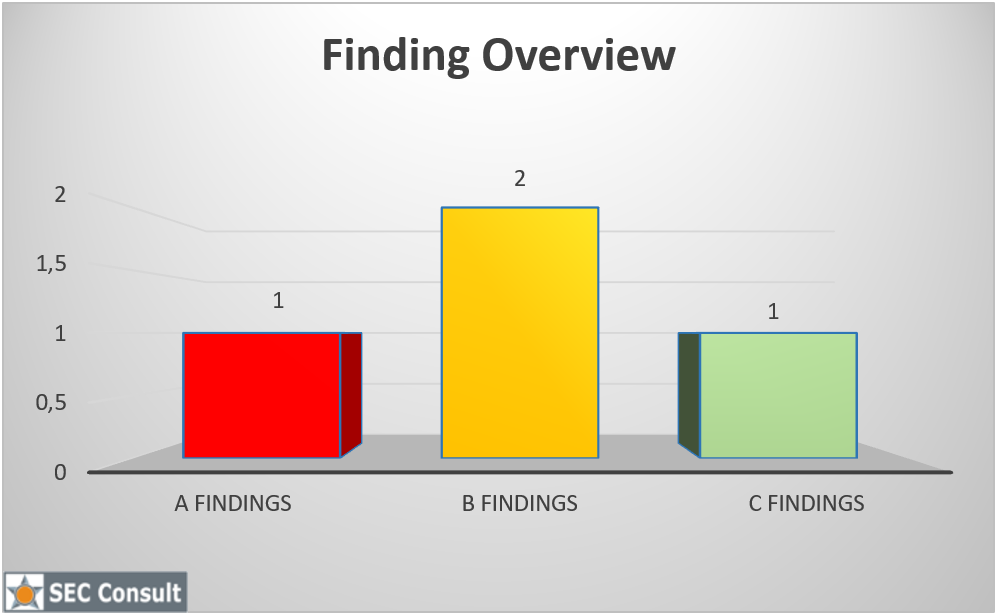 Finding Overview
2
2
1,5
1
1
1
0,5
0
A FINDINGS
B FINDINGS
C FINDINGS
SEC Consult